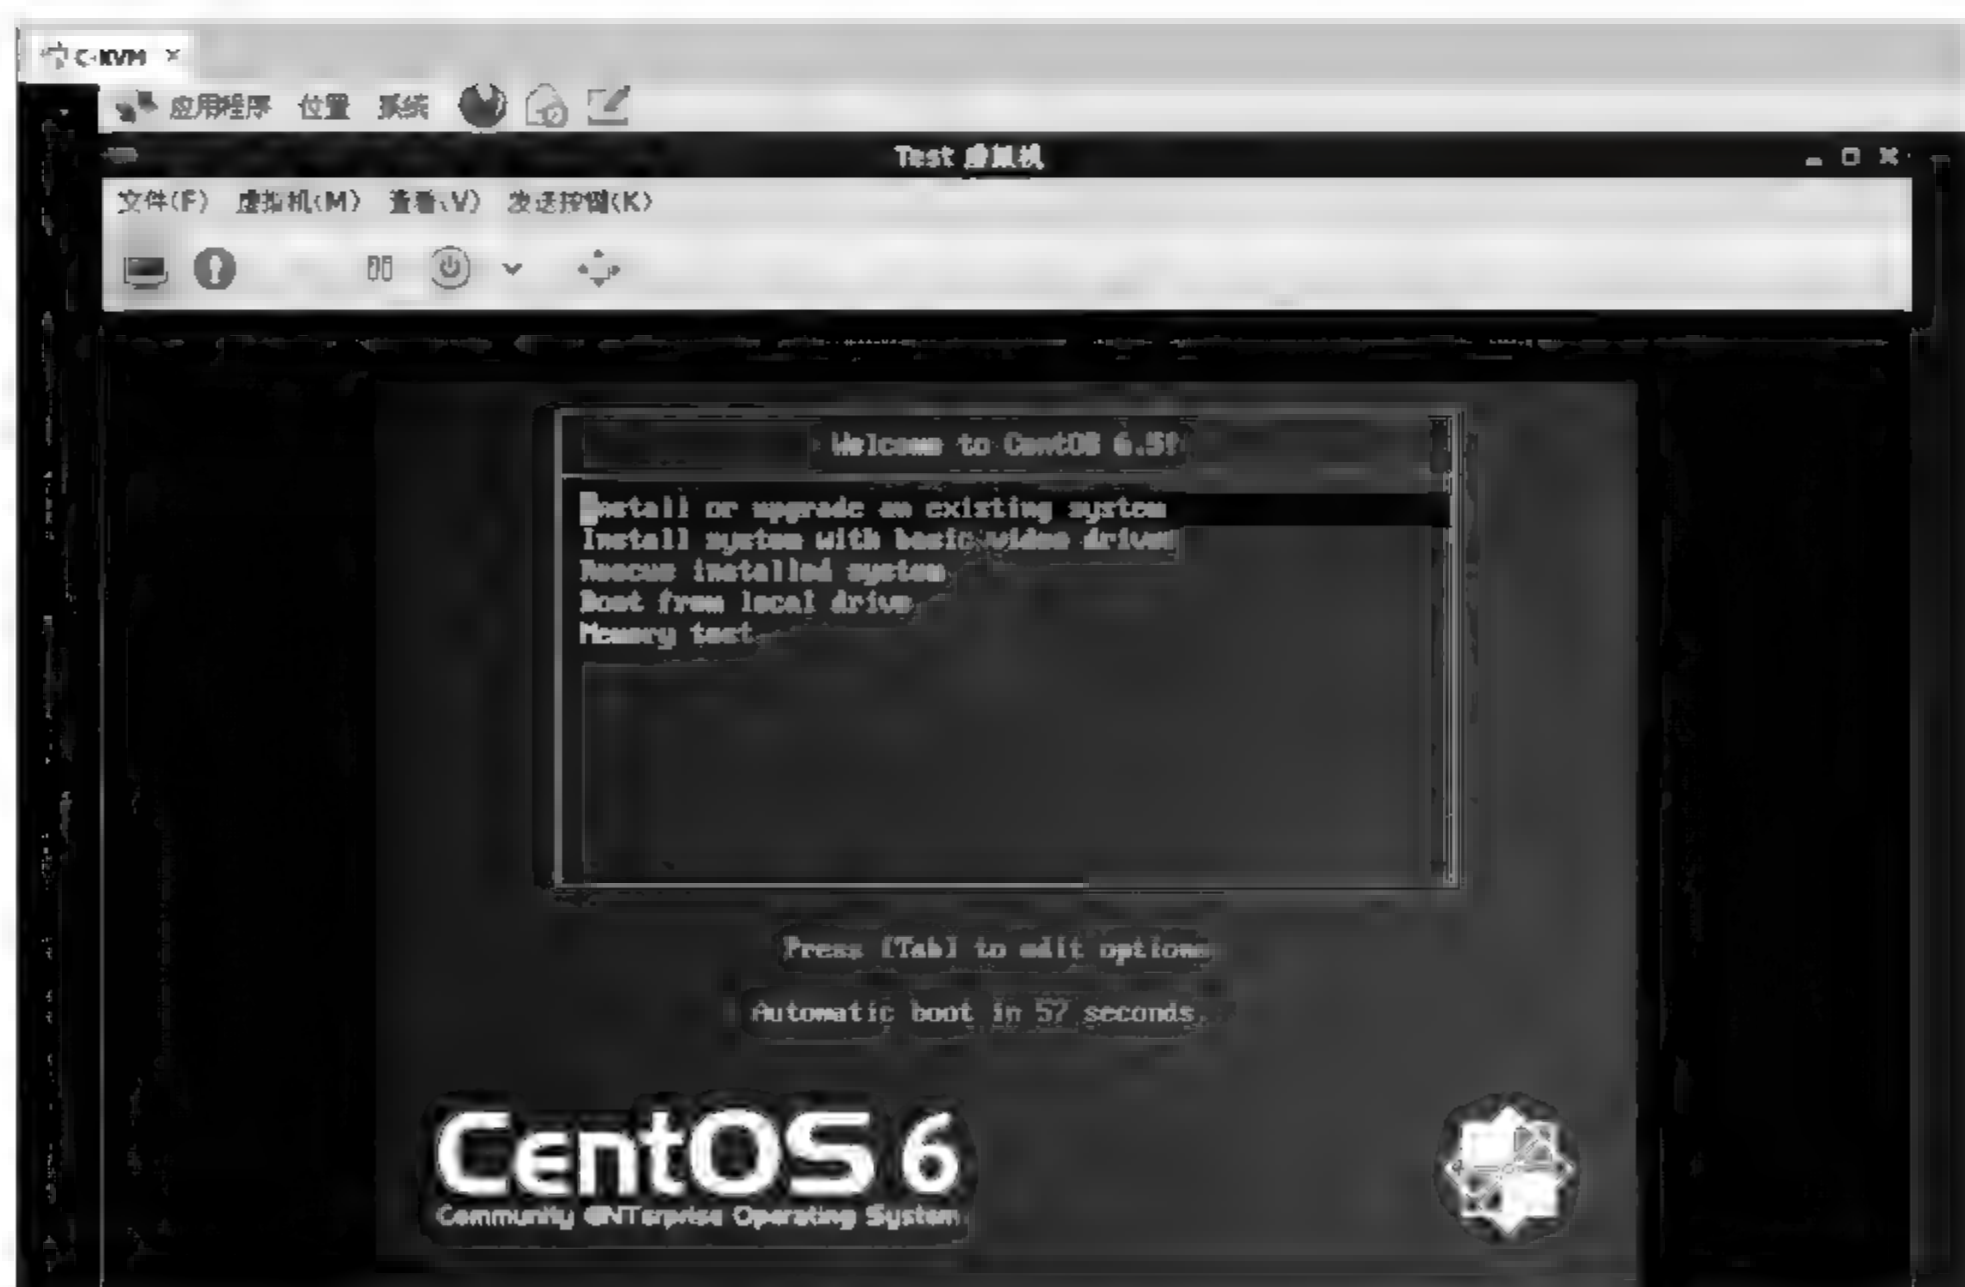 C-KVM ×
应用程序 位置 系统
Test 虚拟机
文件(F) 虚拟机(M) 查看(V) 发送按键(K)
Welcome to CentOS 6.5!
Install or upgrade an existing system
Install system with basic video driver
Rescue installed system
Boot from local drive
Memory test
Press [Tab] to edit options
Automatic boot in 57 seconds
CentOS 6
Community ENTerprise Operating System